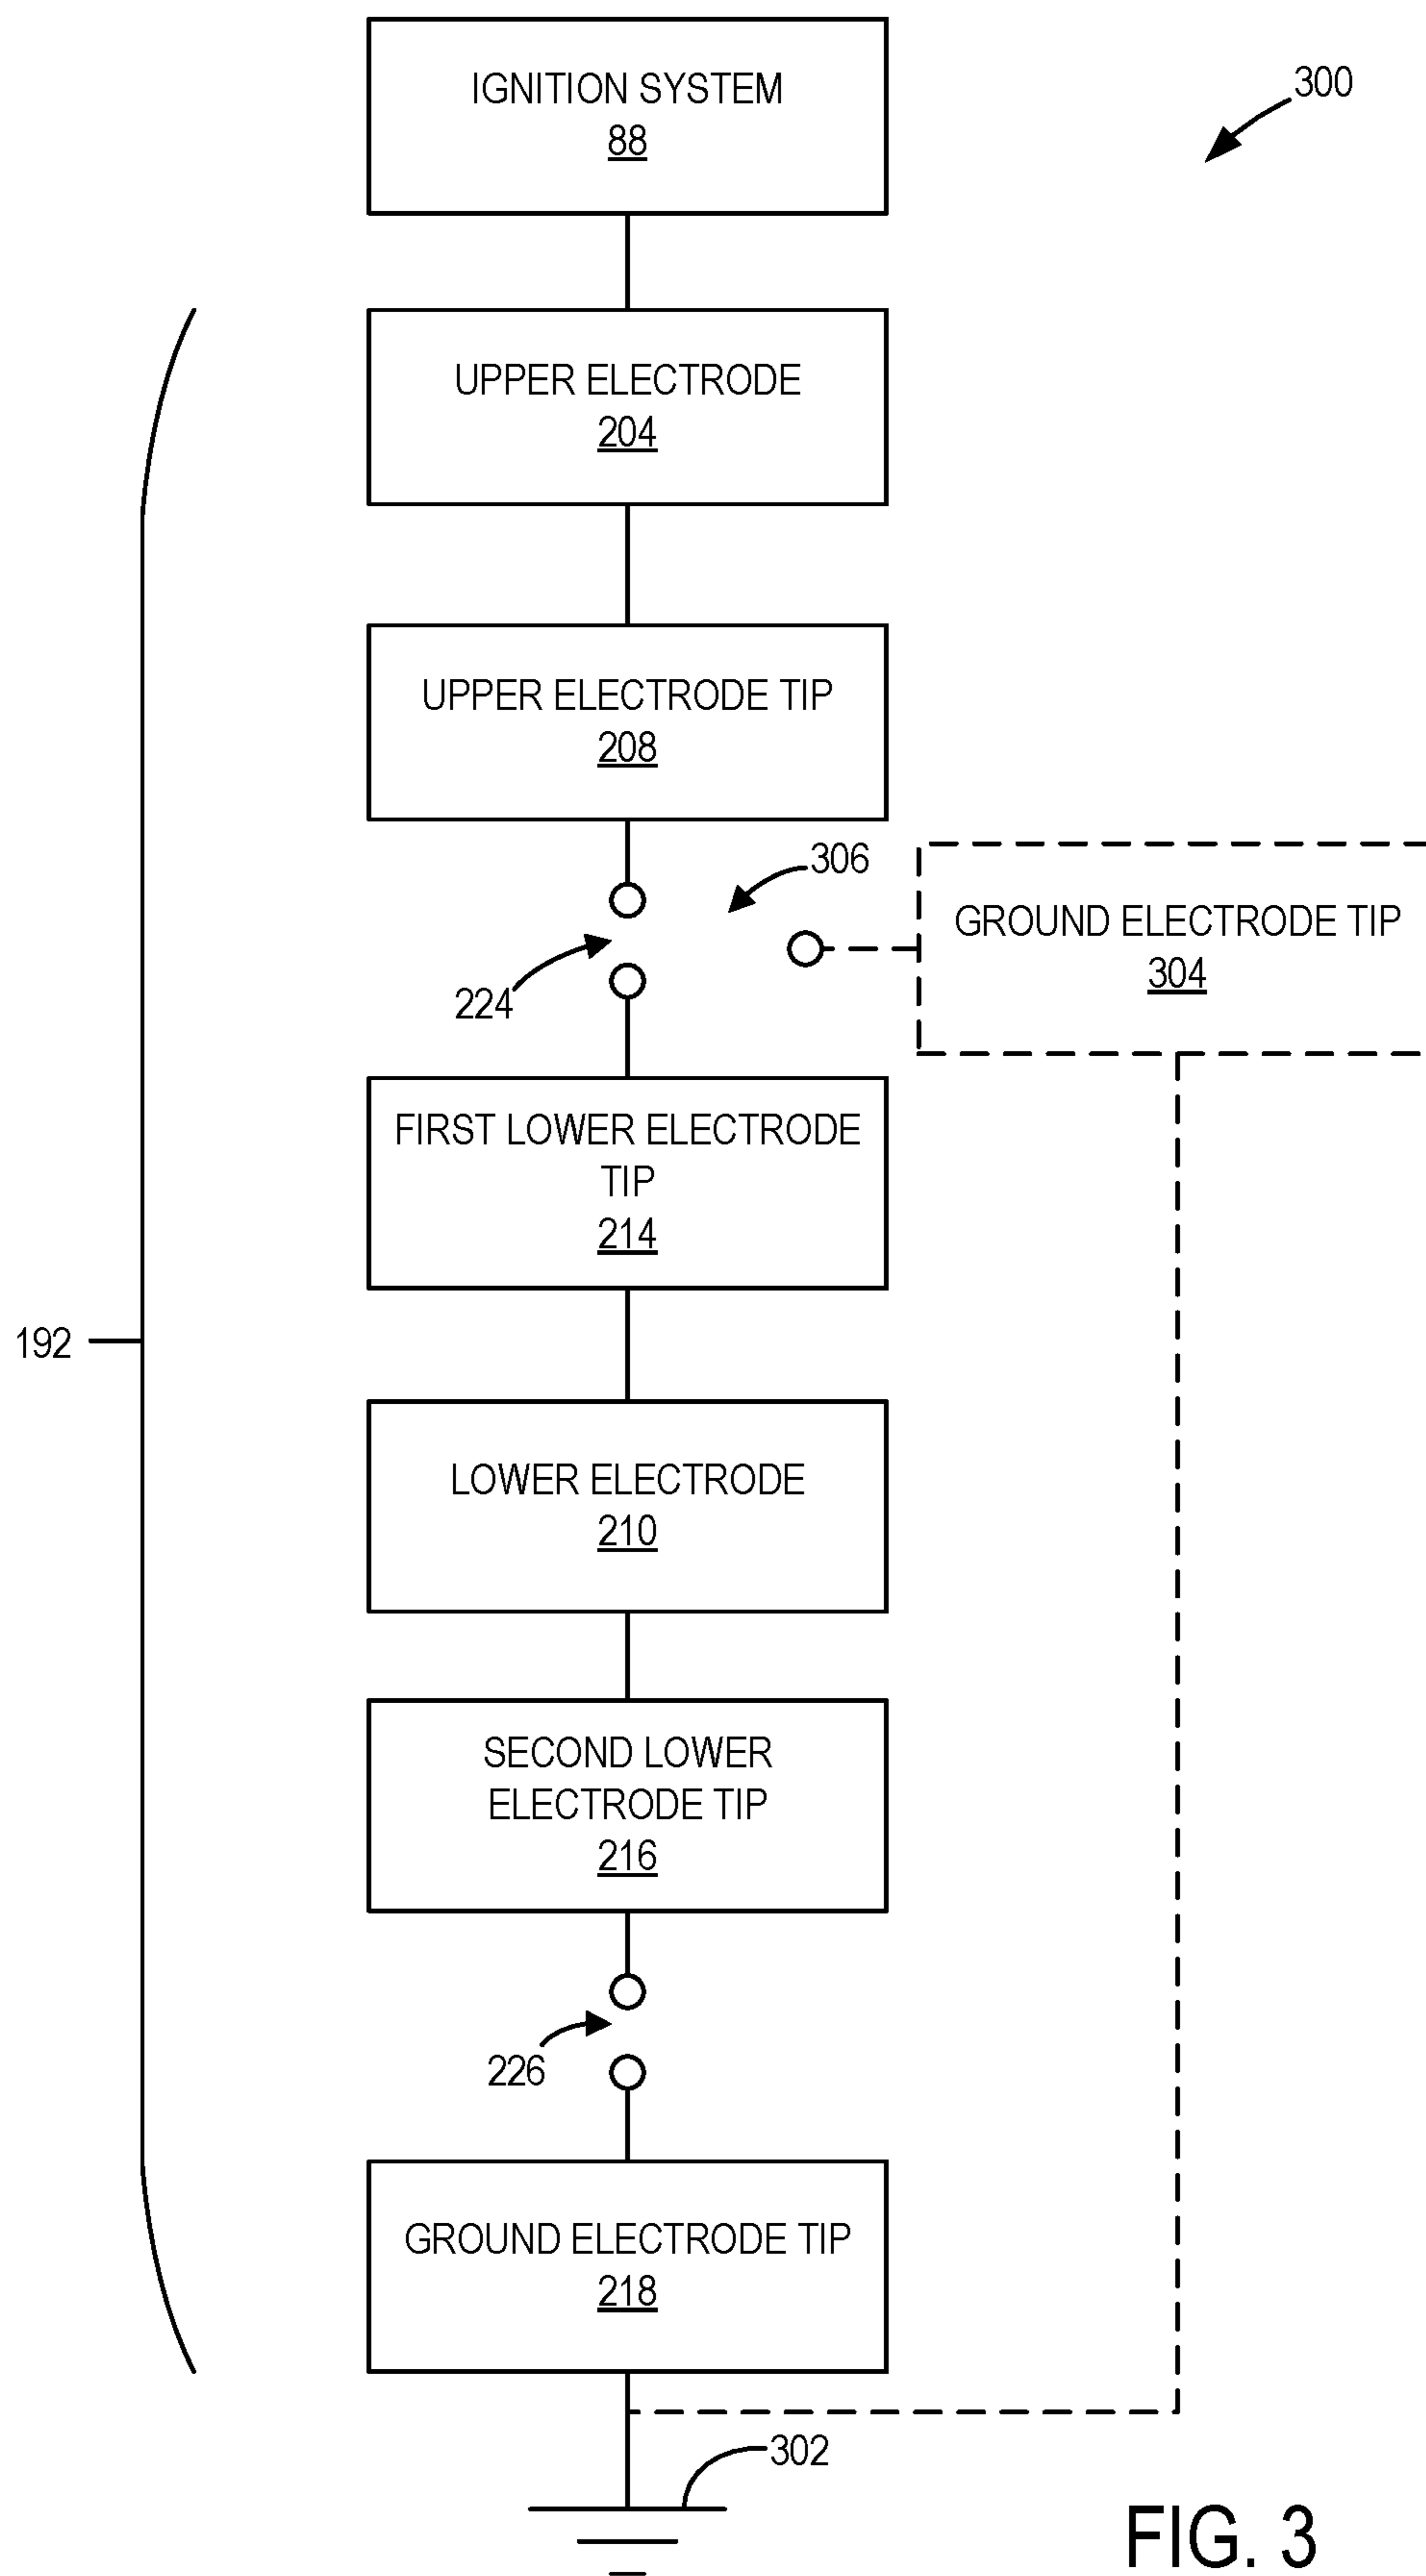 IGNITION SYSTEM
88
300
UPPER ELECTRODE
204
UPPER ELECTRODE TIP
208
306
GROUND ELECTRODE TIP
304
224
FIRST LOWER ELECTRODE
TIP
214
192
LOWER ELECTRODE
210
SECOND LOWER
ELECTRODE TIP
216
226
GROUND ELECTRODE TIP
218
302
FIG. 3